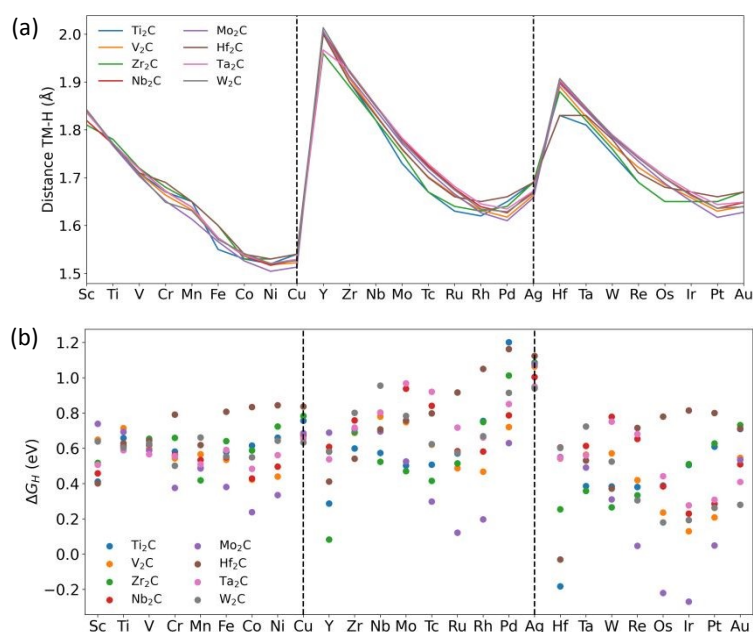 (a)
Distance TM-H (Å)
2.0
1.9
1.8
1.7
1.6
1.5
Ti₂C Mo₂C
V₂C Hf₂C
Zr₂C Ta₂C
Nb₂C W₂C
Sc Ti V Cr Mn Fe Co Ni Cu Y Zr Nb Mo Tc Ru Rh Pd Ag Hf Ta W Re Os Ir Pt Au
(b)
ΔG_H (eV)
1.2
1.0
0.8
0.6
0.4
0.2
0.0
−0.2
Ti₂C Mo₂C
V₂C Hf₂C
Zr₂C Ta₂C
Nb₂C W₂C
Sc Ti V Cr Mn Fe Co Ni Cu Y Zr Nb Mo Tc Ru Rh Pd Ag Hf Ta W Re Os Ir Pt Au